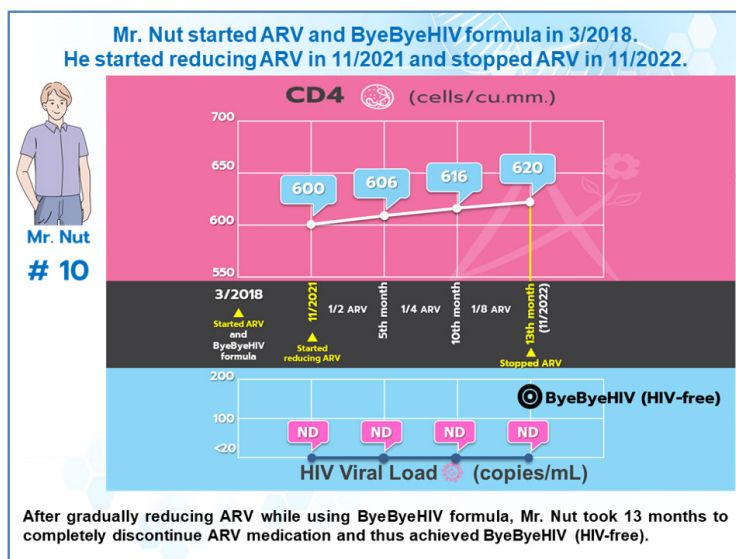 Mr. Nut started ARV and ByeByeHIV formula in 3/2018.
He started reducing ARV in 11/2021 and stopped ARV in 11/2022.
Mr. Nut
# 10
CD4 (cells/cu.mm.)
700
650
600
550
600
606
616
620
3/2018
Started ARV
and
ByeByeHIV
formula
11/2021
Started
reducing ARV
1/2 ARV
5th month
1/4 ARV
10th month
1/8 ARV
13th month
(11/2022)
Stopped ARV
200
100
<20
ByeByeHIV (HIV-free)
ND
ND
ND
ND
HIV Viral Load (copies/mL)
After gradually reducing ARV while using ByeByeHIV formula, Mr. Nut took 13 months to
completely discontinue ARV medication and thus achieved ByeByeHIV (HIV-free).